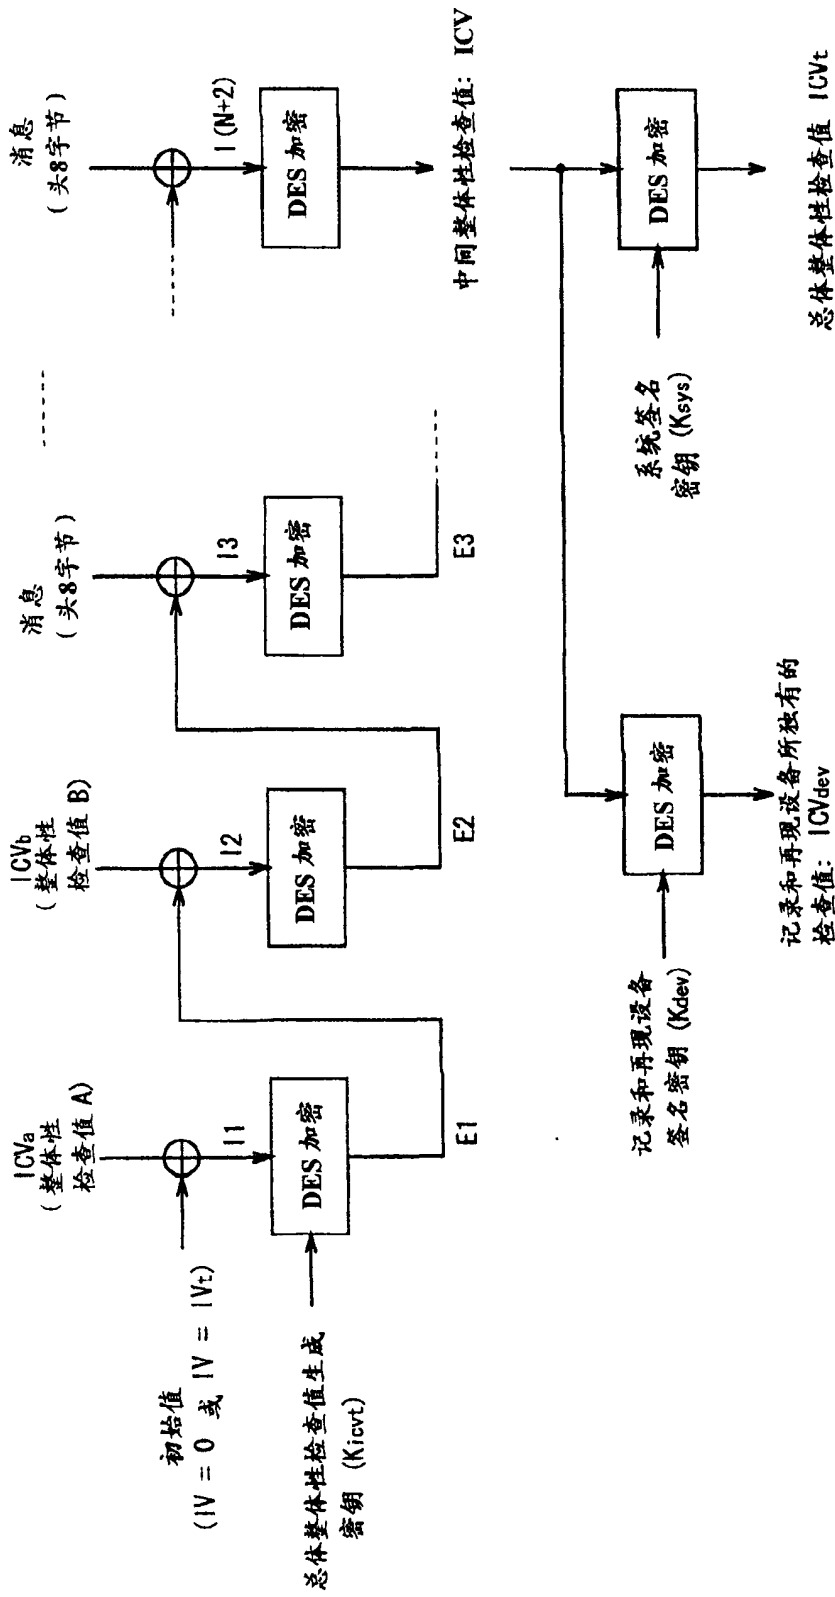 消息
(头8字节)
I(N+2)
DES 加密
中间整体性检查值: ICV
消息
(头8字节)
I3
DES 加密
E3
ICVb
(整体性
检查值 B)
I2
DES 加密
E2
ICVa
(整体性
检查值 A)
I1
DES 加密
E1
初始值
(IV = 0 或 IV = IVt)
总体整体性检查值生成
密钥 (Kicvt)
DES 加密
系统签名
密钥 (Ksys)
总体整体性检查值 ICVt
DES 加密
记录和再现设备
签名密钥 (Kdev)
记录和再现设备所独有的
检查值: ICVdev